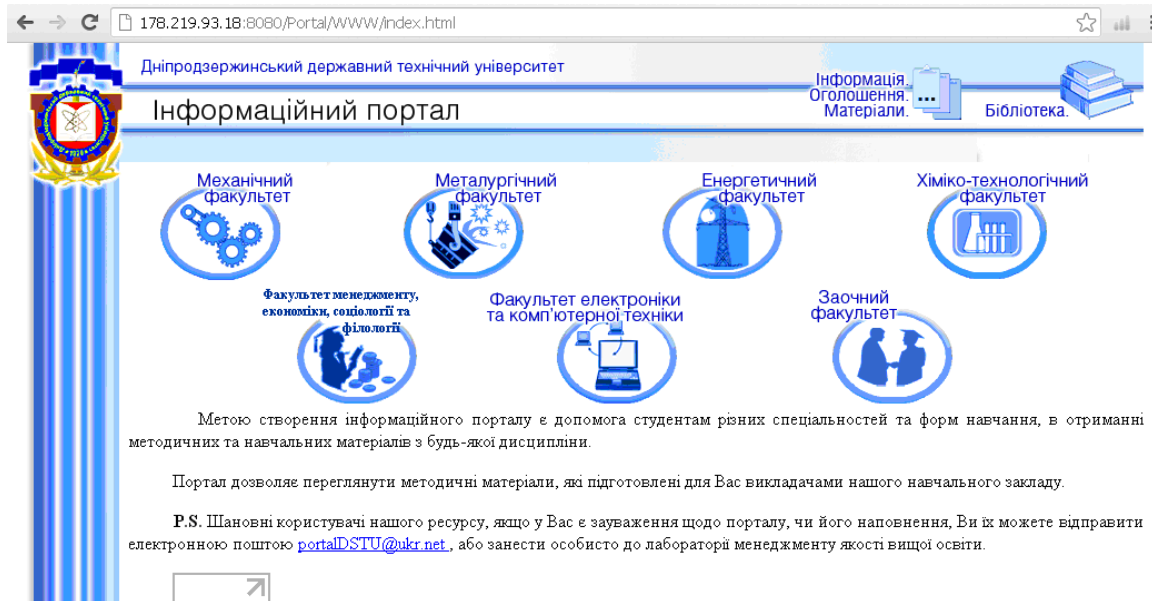 178.219.93.18:8080/Portal/WWW/index.html
Дніпродзержинський державний технічний університет
Інформаційний портал
Інформація.
Оголошення.
Матеріали.
Бібліотека.
Механічний
факультет
Металургічний
факультет
Енергетичний
факультет
Хіміко-технологічний
факультет
Факультет менеджменту,
економіки, соціології та
філології
Факультет електроніки
та комп'ютерної техніки
Заочний
факультет
Метою створення інформаційного порталу є допомога студентам різних спеціальностей та форм навчання, в отриманні
методичних та навчальних матеріалів з будь-якої дисципліни.
Портал дозволяє переглянути методичні матеріали, які підготовлені для Вас викладачами нашого навчального закладу.
P.S. Шановні користувачі нашого ресурсу, якщо у Вас є зауваження щодо порталу, чи його наповнення, Ви їх можете відправити
електронною поштою portalDSTU@ukr.net , або занести особисто до лабораторії менеджменту якості вищої освіти.